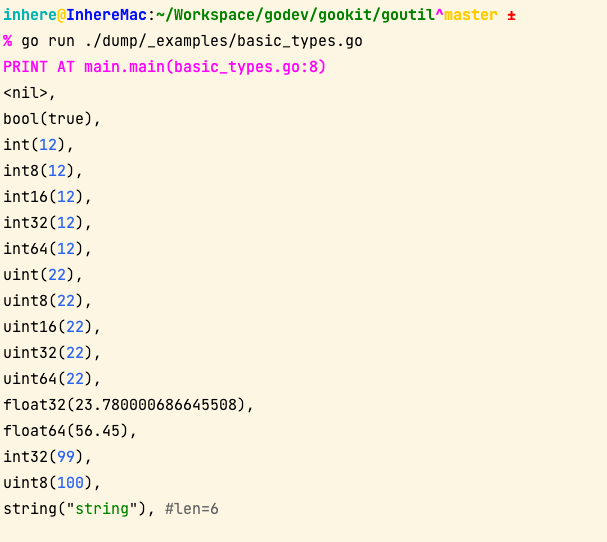 inhere@InhereMac:~/Workspace/godev/gookit/goutil^master ±
% go run ./dump/_examples/basic_types.go
PRINT AT main.main(basic_types.go:8)
<nil>,
bool(true),
int(12),
int8(12),
int16(12),
int32(12),
int64(12),
uint(22),
uint8(22),
uint16(22),
uint32(22),
uint64(22),
float32(23.780000686645508),
float64(56.45),
int32(99),
uint8(100),
string("string"), #len=6